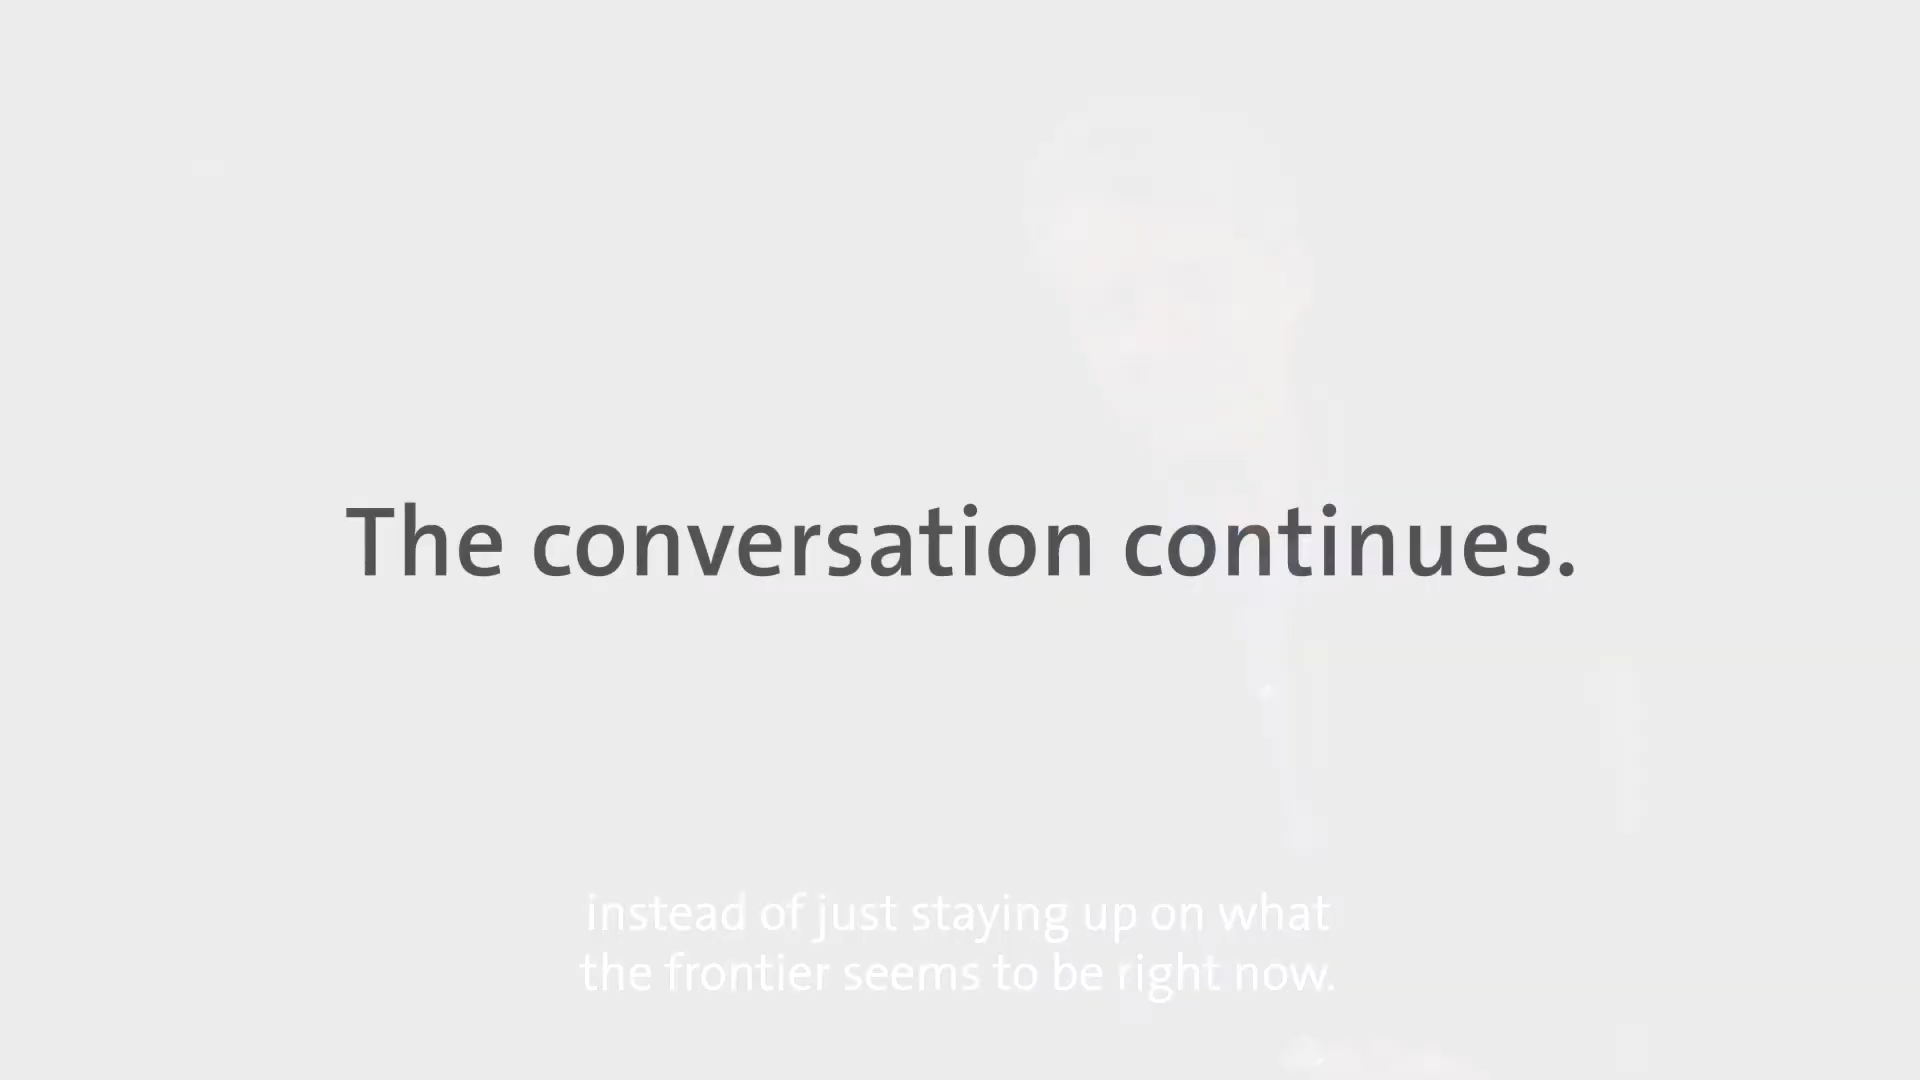 The conversation continues.
instead of just staying up on what
the frontier seems to be right now.